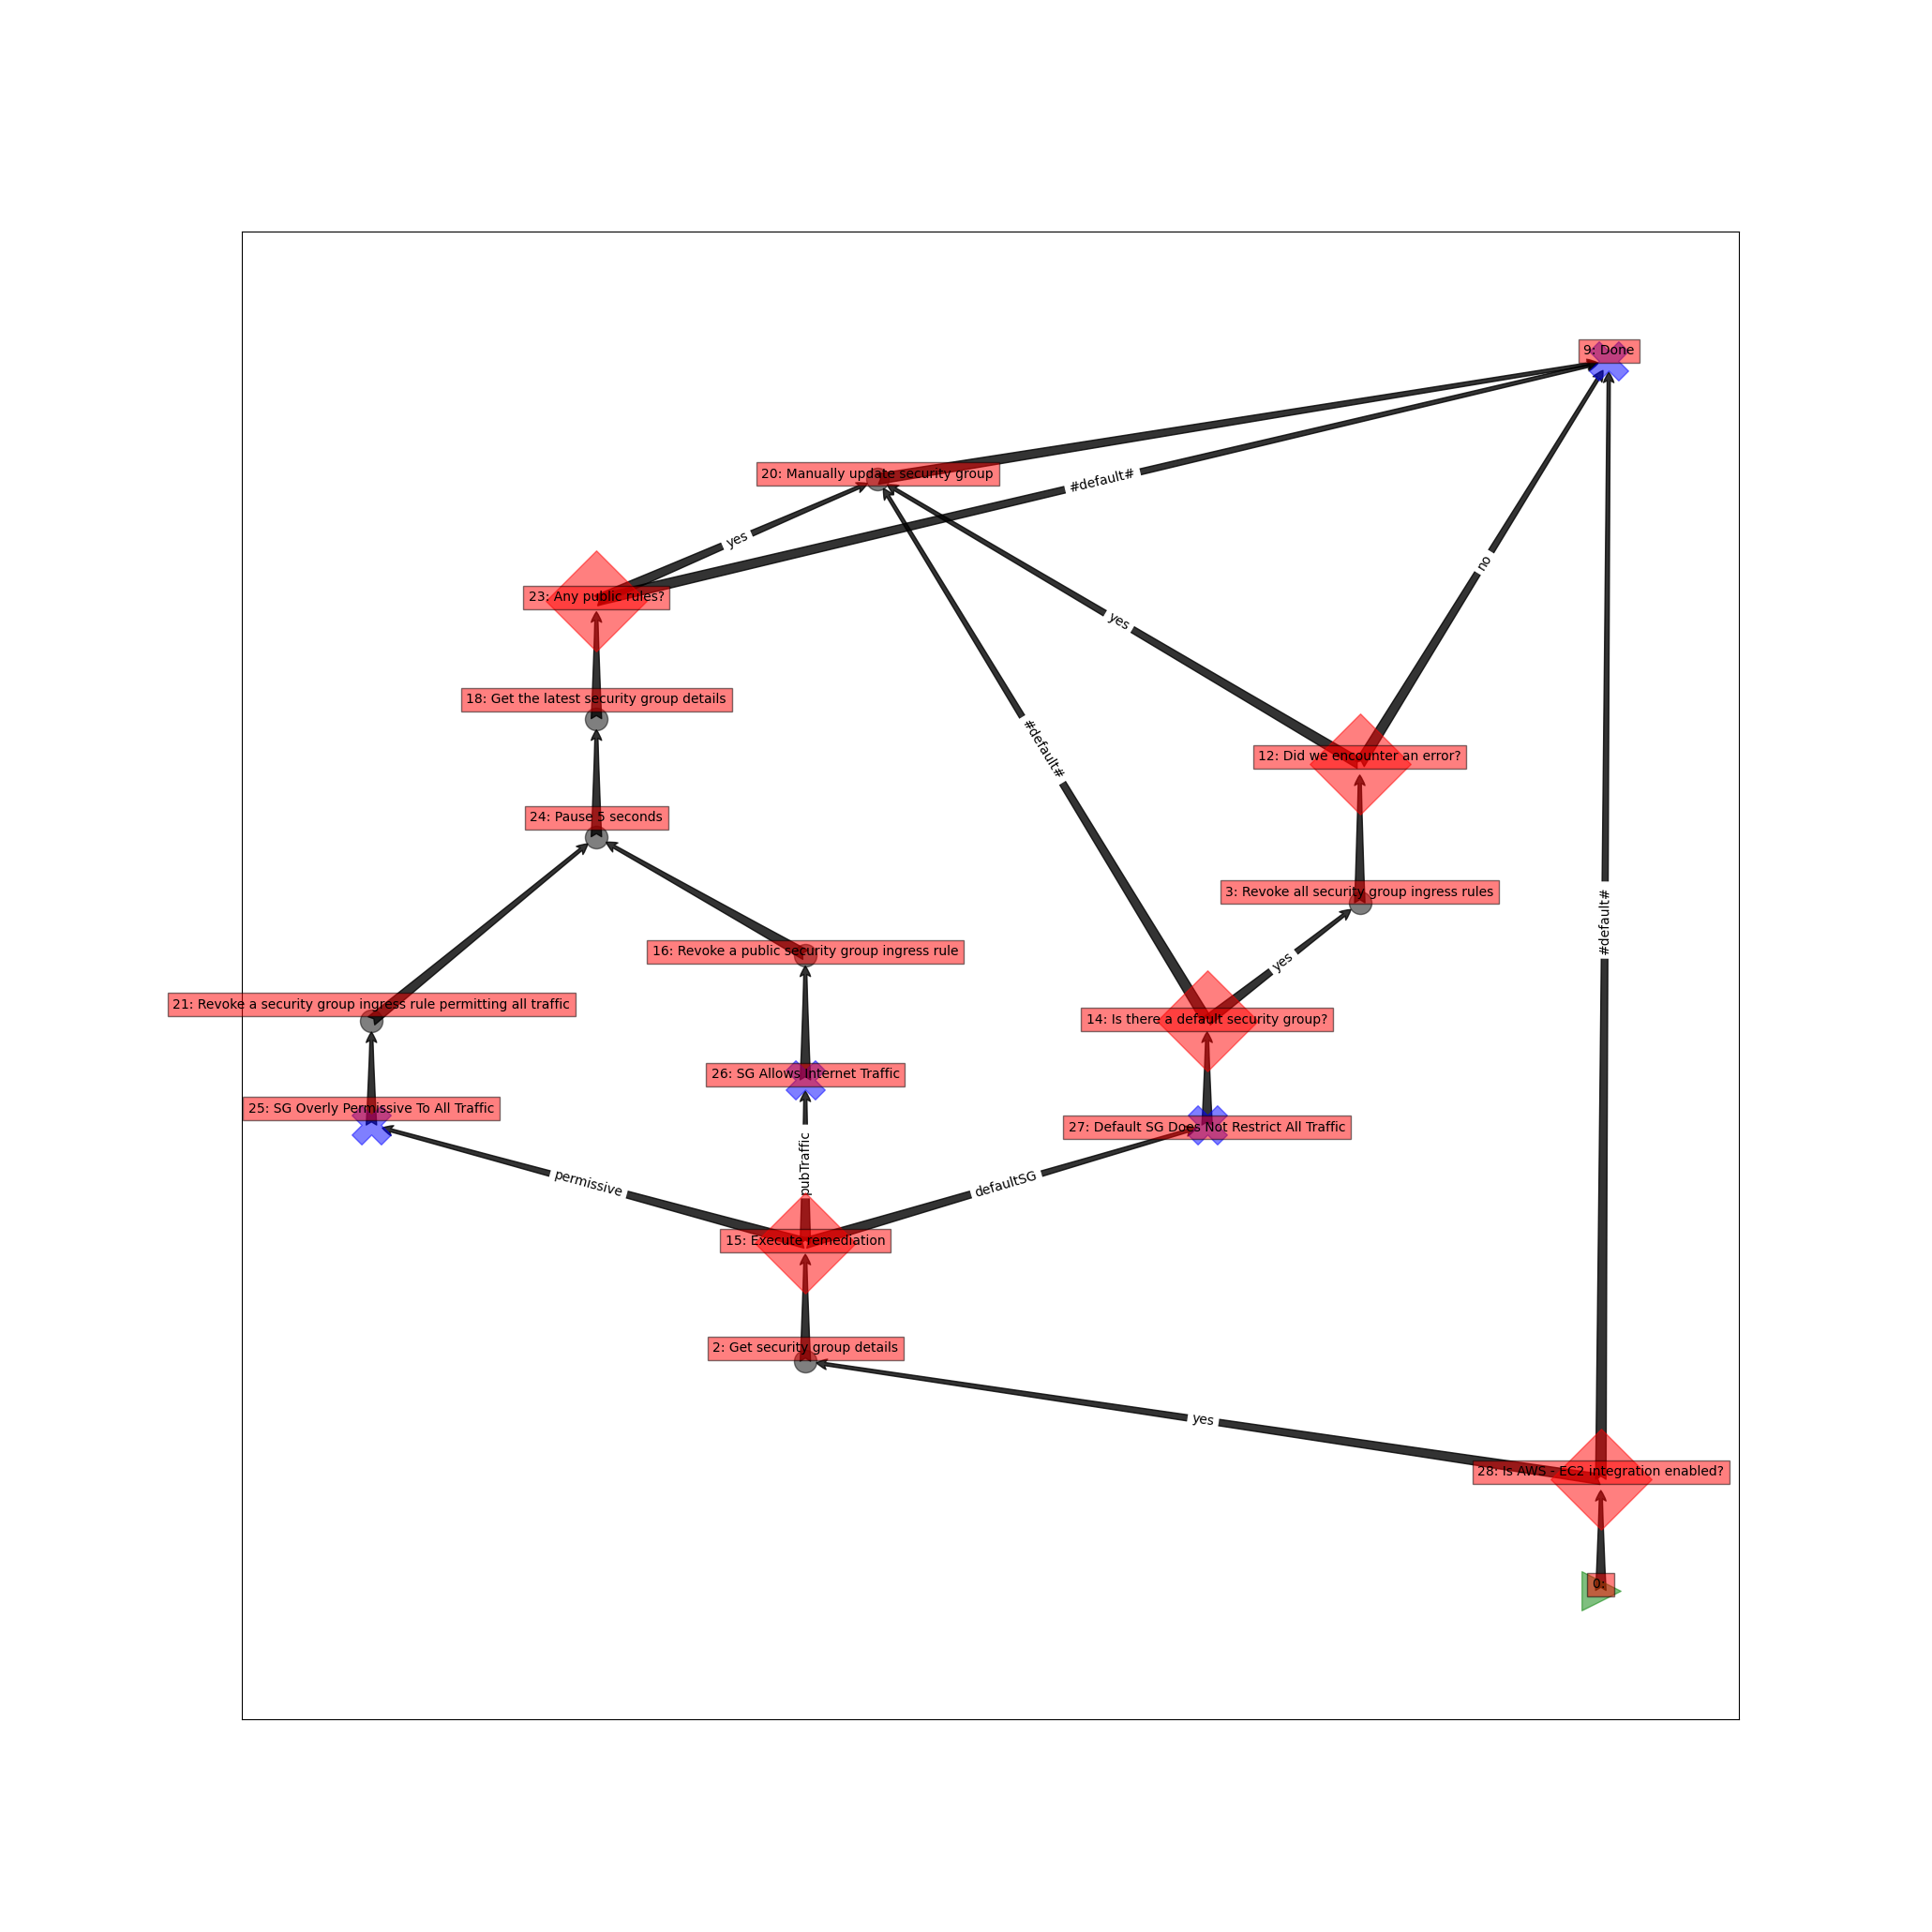 9: Done
20: Manually update security group
#default#
yes
no
23: Any public rules?
yes
18: Get the latest security group details
#default#
12: Did we encounter an error?
24: Pause 5 seconds
3: Revoke all security group ingress rules
#default#
16: Revoke a public security group ingress rule
yes
21: Revoke a security group ingress rule permitting all traffic
14: Is there a default security group?
26: SG Allows Internet Traffic
25: SG Overly Permissive To All Traffic
27: Default SG Does Not Restrict All Traffic
pubTraffic
permissive
defaultSG
15: Execute remediation
2: Get security group details
yes
28: Is AWS - EC2 integration enabled?
0: